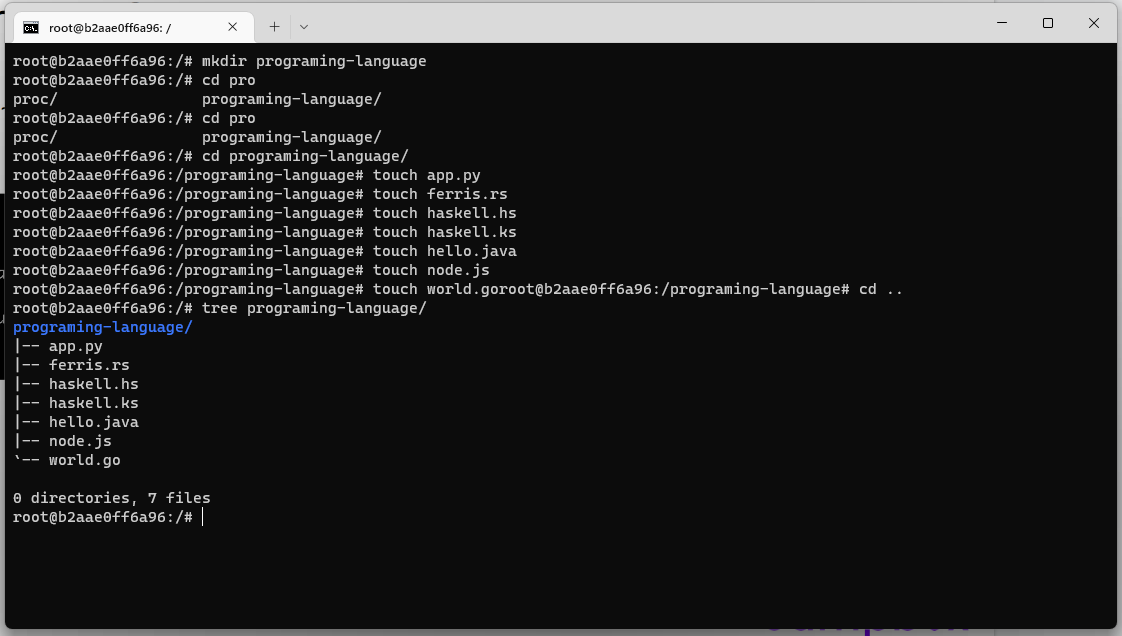 root@b2aae0ff6a96: /
root@b2aae0ff6a96:/# mkdir programing-language
root@b2aae0ff6a96:/# cd pro
proc/                programing-language/
root@b2aae0ff6a96:/# cd pro
proc/                programing-language/
root@b2aae0ff6a96:/# cd programing-language/
root@b2aae0ff6a96:/programing-language# touch app.py
root@b2aae0ff6a96:/programing-language# touch ferris.rs
root@b2aae0ff6a96:/programing-language# touch haskell.hs
root@b2aae0ff6a96:/programing-language# touch haskell.ks
root@b2aae0ff6a96:/programing-language# touch hello.java
root@b2aae0ff6a96:/programing-language# touch node.js
root@b2aae0ff6a96:/programing-language# touch world.goroot@b2aae0ff6a96:/programing-language# cd ..
root@b2aae0ff6a96:/# tree programing-language/
programing-language/
|-- app.py
|-- ferris.rs
|-- haskell.hs
|-- haskell.ks
|-- hello.java
|-- node.js
`-- world.go
0 directories, 7 files
root@b2aae0ff6a96:/#